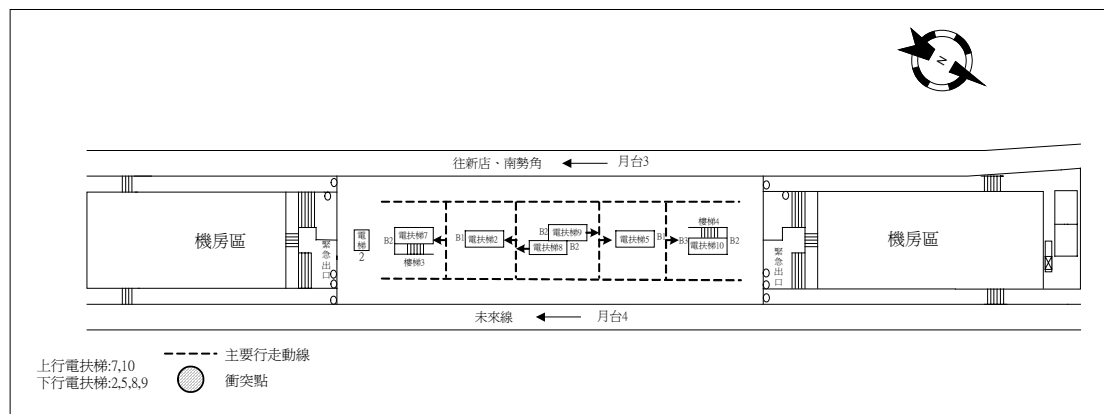 N
往新店、南勢角 月台3
機房區
緊急出口
電梯2
B2 電扶梯7
樓梯3
B1 電扶梯2
B2 電扶梯9
電扶梯8 B2
電扶梯5 B1
B3
樓梯4
電扶梯10 B2
緊急出口
機房區
未來線 月台4
上行電扶梯:7,10
下行電扶梯:2,5,8,9
主要行走動線
衝突點